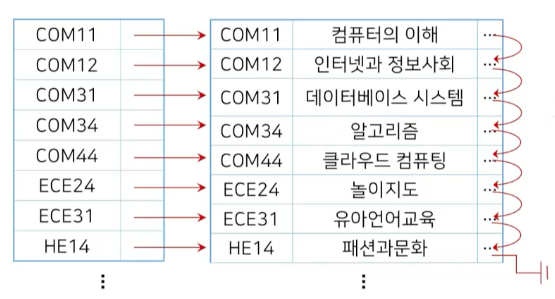 COM11 COM11 컴퓨터의 이해 ...
COM12 COM12 인터넷과 정보사회 ...
COM31 COM31 데이터베이스 시스템 ...
COM34 COM34 알고리즘 ...
COM44 COM44 클라우드 컴퓨팅 ...
ECE24 ECE24 놀이지도 ...
ECE31 ECE31 유아언어교육 ...
HE14 HE14 패션과문화 ...
⋮ ⋮